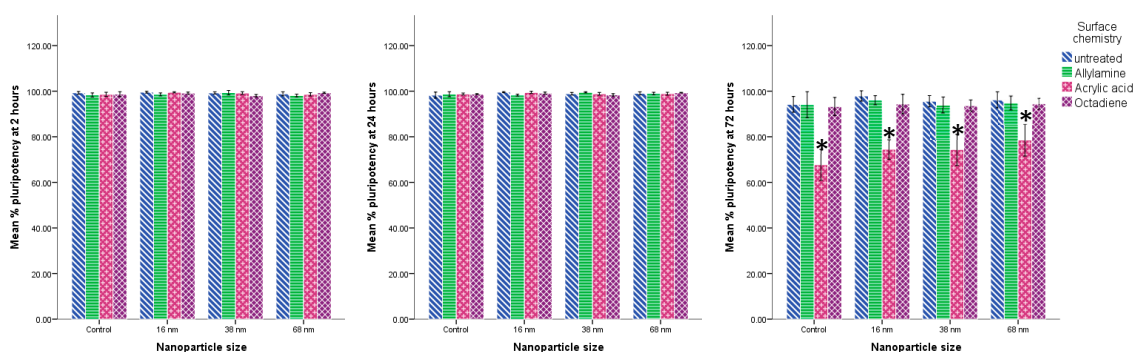 Mean % pluripotency at 2 hours
120.00
100.00
80.00
60.00
40.00
20.00
0.00
Control 16 nm 38 nm 68 nm
Nanoparticle size
Mean % pluripotency at 24 hours
120.00
100.00
80.00
60.00
40.00
20.00
0.00
Control 16 nm 38 nm 68 nm
Nanoparticle size
Mean % pluripotency at 72 hours
120.00
100.00
80.00
60.00
40.00
20.00
0.00
* * * *
Control 16 nm 38 nm 68 nm
Nanoparticle size
Surface
chemistry
untreated
Allylamine
Acrylic acid
Octadiene